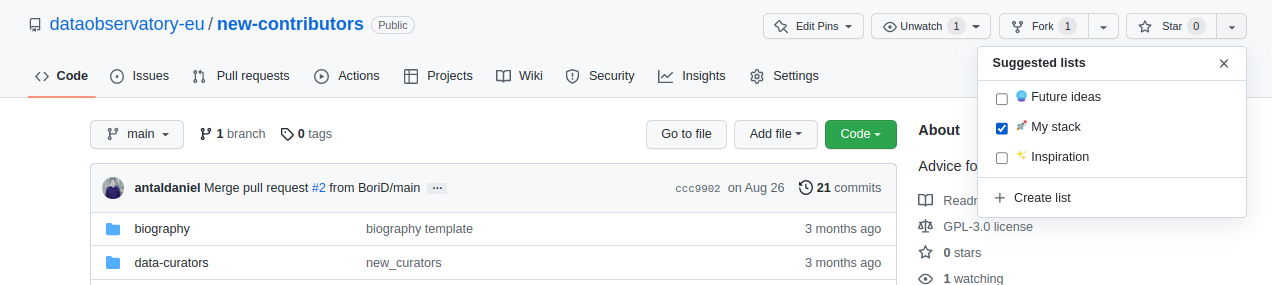 dataobservatory-eu / new-contributors Public
Edit Pins Unwatch 1 Fork 1 Star 0
Code Issues Pull requests Actions Projects Wiki Security Insights Settings
Suggested lists
Future ideas
My stack
Inspiration
Create list
main 1 branch 0 tags Go to file Add file Code
antaldaniel Merge pull request #2 from BoriD/main ... ccc9902 on Aug 26 21 commits
biography biography template 3 months ago
data-curators new_curators 3 months ago
About
Advice fo
Readm
GPL-3.0 license
0 stars
1 watching